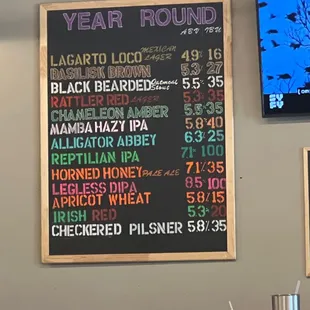 YEAR ROUND
ABV IBU
LAGARTO LOCO MEXICAN LAGER 4.9% 16
BASILISK BROWN 5.3 27
BLACK BEARDED Oatmeal Stout 5.5% 35
RATTLER RED LAGER 5.3 35
CHAMELEON AMBER 5.5 35
MAMBA HAZY IPA 5.8 40
ALLIGATOR ABBEY 6.3 25
REPTILIAN IPA 7.1 100
HORNED HONEY PALE ALE 7.1 35
LEGLESS DIPA 8.5 100
APRICOT WHEAT 5.8 15
IRISH RED 5.3 20
CHECKERED PILSNER 5.8% 35